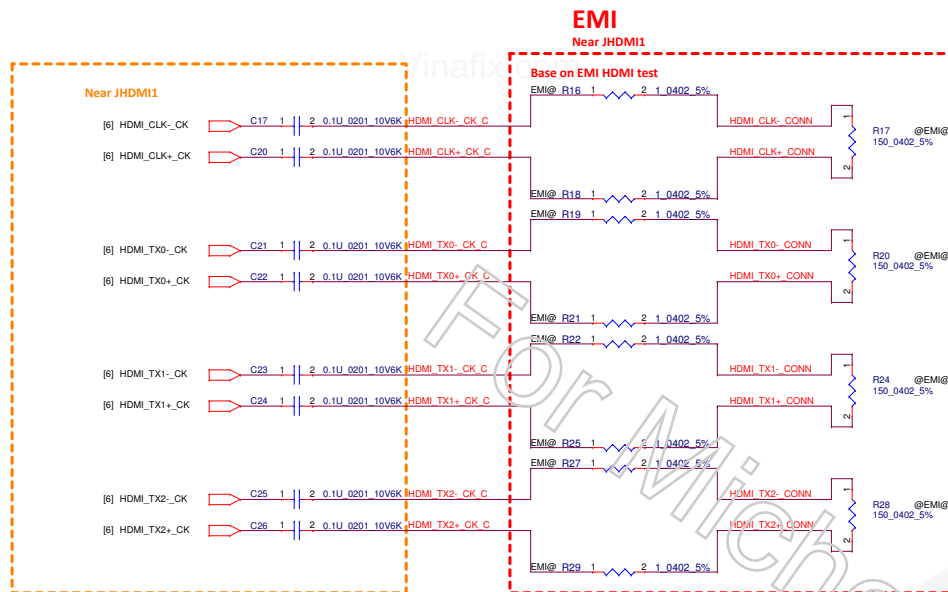 EMI
Near JHDMI1
Vinafix.com
Near JHDMI1
Base on EMI HDMI test
EMI@ R16 1 2 1_0402_5%
[6] HDMI_CLK-_CK C17 1 2 0.1U_0201_10V6K HDMI_CLK-_CK_C HDMI_CLK-_CONN
1 R17 @EMI@
150_0402_5%
[6] HDMI_CLK+_CK C20 1 2 0.1U_0201_10V6K HDMI_CLK+_CK_C HDMI_CLK+_CONN
2
EMI@ R18 1 2 1_0402_5%
EMI@ R19 1 2 1_0402_5%
[6] HDMI_TX0-_CK C21 1 2 0.1U_0201_10V6K HDMI_TX0-_CK_C HDMI_TX0-_CONN
1 R20 @EMI@
150_0402_5%
[6] HDMI_TX0+_CK C22 1 2 0.1U_0201_10V6K HDMI_TX0+_CK_C HDMI_TX0+_CONN
2
EMI@ R21 1 2 1_0402_5%
EMI@ R22 1 2 1_0402_5%
[6] HDMI_TX1-_CK C23 1 2 0.1U_0201_10V6K HDMI_TX1-_CK_C HDMI_TX1-_CONN
1 R24 @EMI@
150_0402_5%
[6] HDMI_TX1+_CK C24 1 2 0.1U_0201_10V6K HDMI_TX1+_CK_C HDMI_TX1+_CONN
2
EMI@ R25 1 2 1_0402_5%
EMI@ R27 1 2 1_0402_5%
[6] HDMI_TX2-_CK C25 1 2 0.1U_0201_10V6K HDMI_TX2-_CK_C HDMI_TX2-_CONN
1 R28 @EMI@
150_0402_5%
[6] HDMI_TX2+_CK C26 1 2 0.1U_0201_10V6K HDMI_TX2+_CK_C HDMI_TX2+_CONN
2
EMI@ R29 1 2 1_0402_5%
For Miche